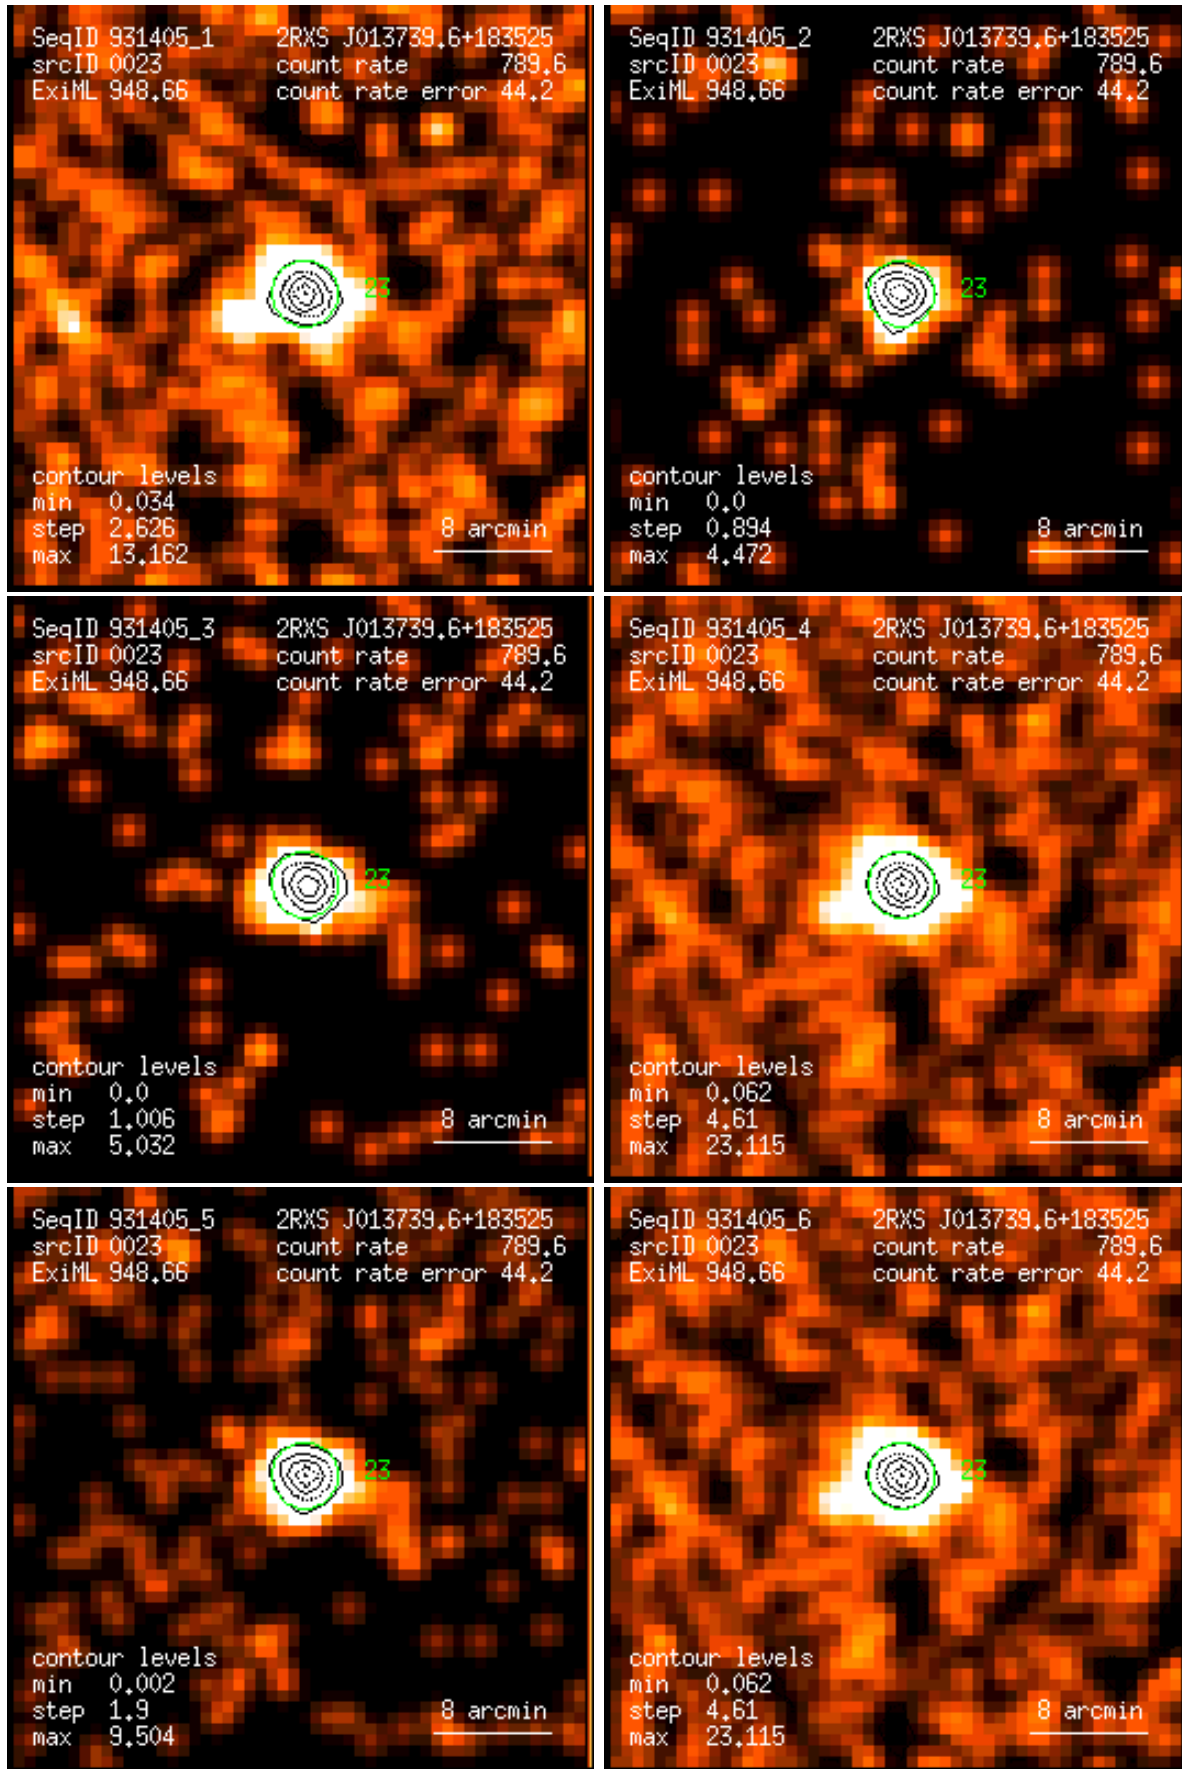 SeqID 931405_1 2RXS J013739.6+183525
srcID 0023 count rate 789.6
ExiML 948.66 count rate error 44.2
23
contour levels
min 0.034
step 2.626 8 arcmin
max 13.162
SeqID 931405_2 2RXS J013739.6+183525
srcID 0023 count rate 789.6
ExiML 948.66 count rate error 44.2
23
contour levels
min 0.0
step 0.894 8 arcmin
max 4.472
SeqID 931405_3 2RXS J013739.6+183525
srcID 0023 count rate 789.6
ExiML 948.66 count rate error 44.2
23
contour levels
min 0.0
step 1.006 8 arcmin
max 5.032
SeqID 931405_4 2RXS J013739.6+183525
srcID 0023 count rate 789.6
ExiML 948.66 count rate error 44.2
23
contour levels
min 0.062
step 4.61 8 arcmin
max 23.115
SeqID 931405_5 2RXS J013739.6+183525
srcID 0023 count rate 789.6
ExiML 948.66 count rate error 44.2
23
contour levels
min 0.002
step 1.9 8 arcmin
max 9.504
SeqID 931405_6 2RXS J013739.6+183525
srcID 0023 count rate 789.6
ExiML 948.66 count rate error 44.2
23
contour levels
min 0.062
step 4.61 8 arcmin
max 23.115